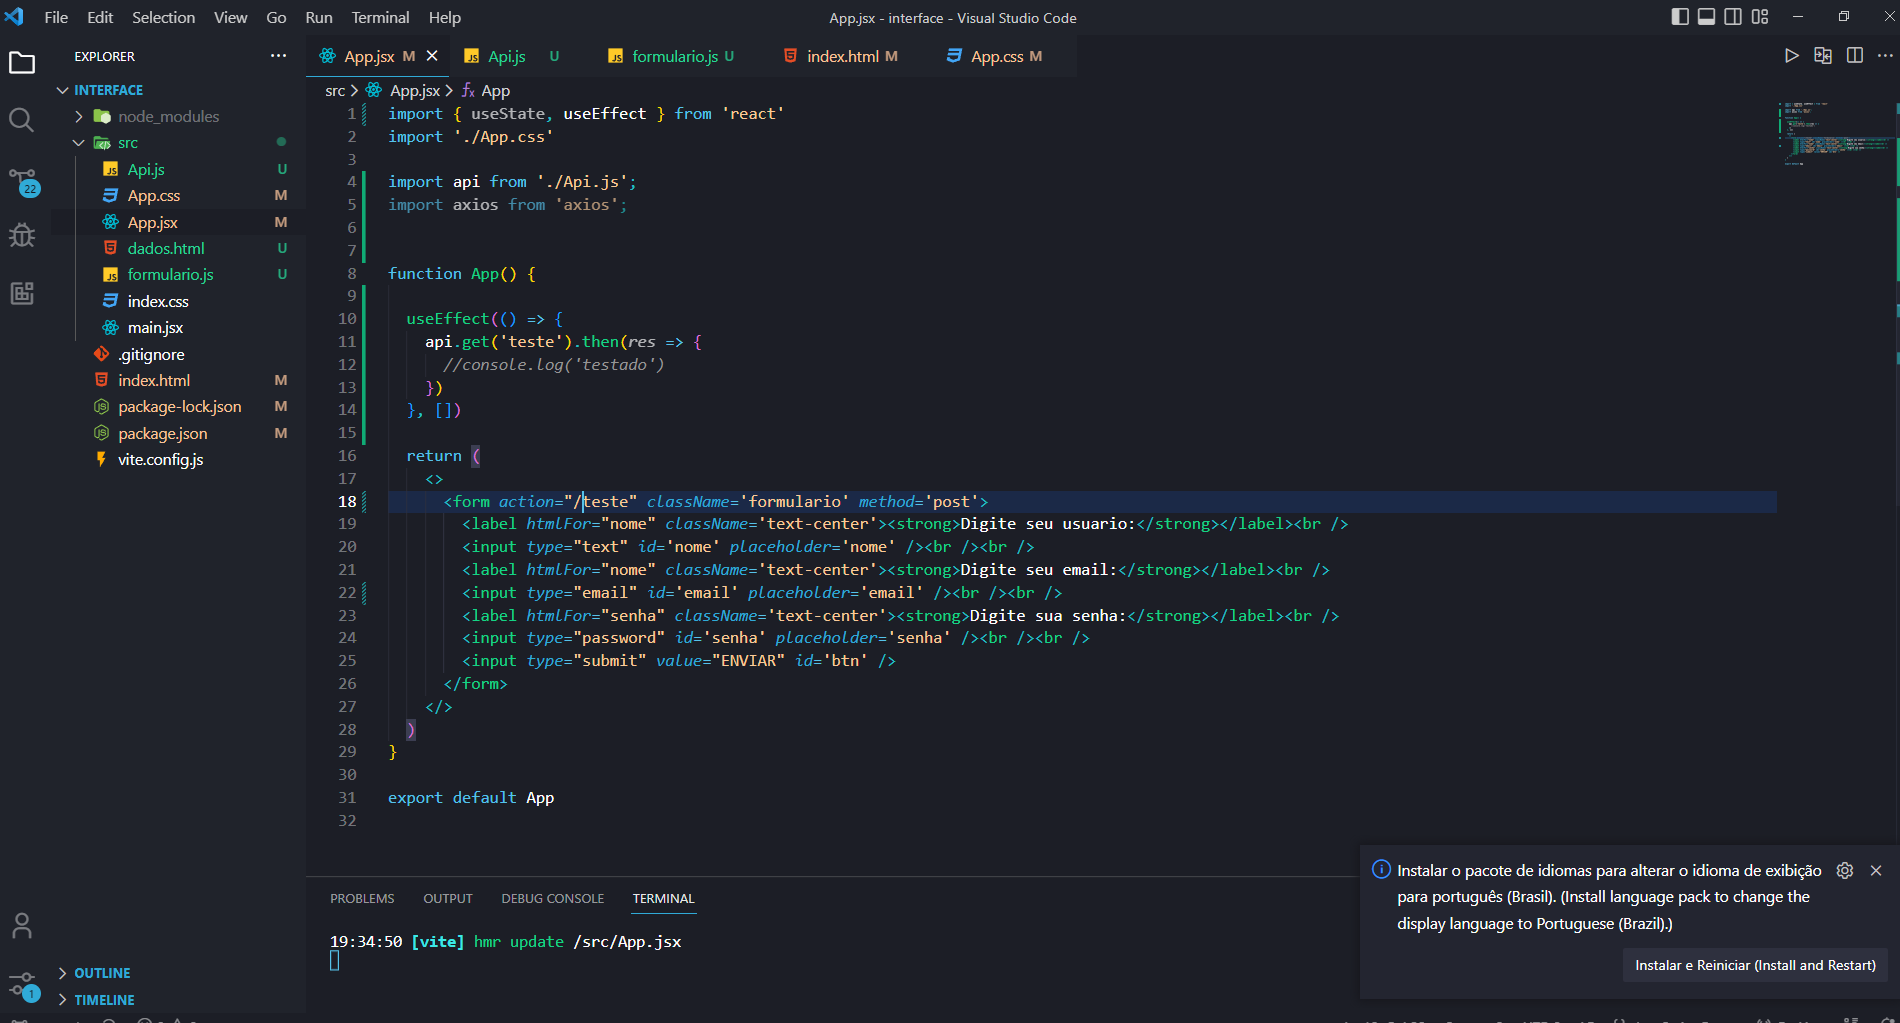 File Edit Selection View Go Run Terminal Help
App.jsx - interface - Visual Studio Code
EXPLORER ···
App.jsx M
Api.js U
formulario.js U
index.html M
App.css M
INTERFACE
node_modules
src
Api.js U
App.css M
App.jsx M
dados.html U
formulario.js U
index.css
main.jsx
.gitignore
index.html M
package-lock.json M
package.json M
vite.config.js
22
OUTLINE
TIMELINE
1
src > App.jsx > App
1 import { useState, useEffect } from 'react'
2 import './App.css'
3
4 import api from './Api.js';
5 import axios from 'axios';
6
7
8 function App() {
9
10 useEffect(() => {
11 api.get('teste').then(res => {
12 //console.log('testado')
13 })
14 }, [])
15
16 return (
17 <>
18 <form action="/teste" className='formulario' method='post'>
19 <label htmlFor="nome" className='text-center'><strong>Digite seu usuario:</strong></label><br />
20 <input type="text" id='nome' placeholder='nome' /><br /><br />
21 <label htmlFor="nome" className='text-center'><strong>Digite seu email:</strong></label><br />
22 <input type="email" id='email' placeholder='email' /><br /><br />
23 <label htmlFor="senha" className='text-center'><strong>Digite sua senha:</strong></label><br />
24 <input type="password" id='senha' placeholder='senha' /><br /><br />
25 <input type="submit" value="ENVIAR" id='btn' />
26 </form>
27 </>
28 )
29 }
30
31 export default App
32
PROBLEMS OUTPUT DEBUG CONSOLE TERMINAL
19:34:50 [vite] hmr update /src/App.jsx
Instalar o pacote de idiomas para alterar o idioma de exibição
para português (Brasil). (Install language pack to change the
display language to Portuguese (Brazil).)
Instalar e Reiniciar (Install and Restart)